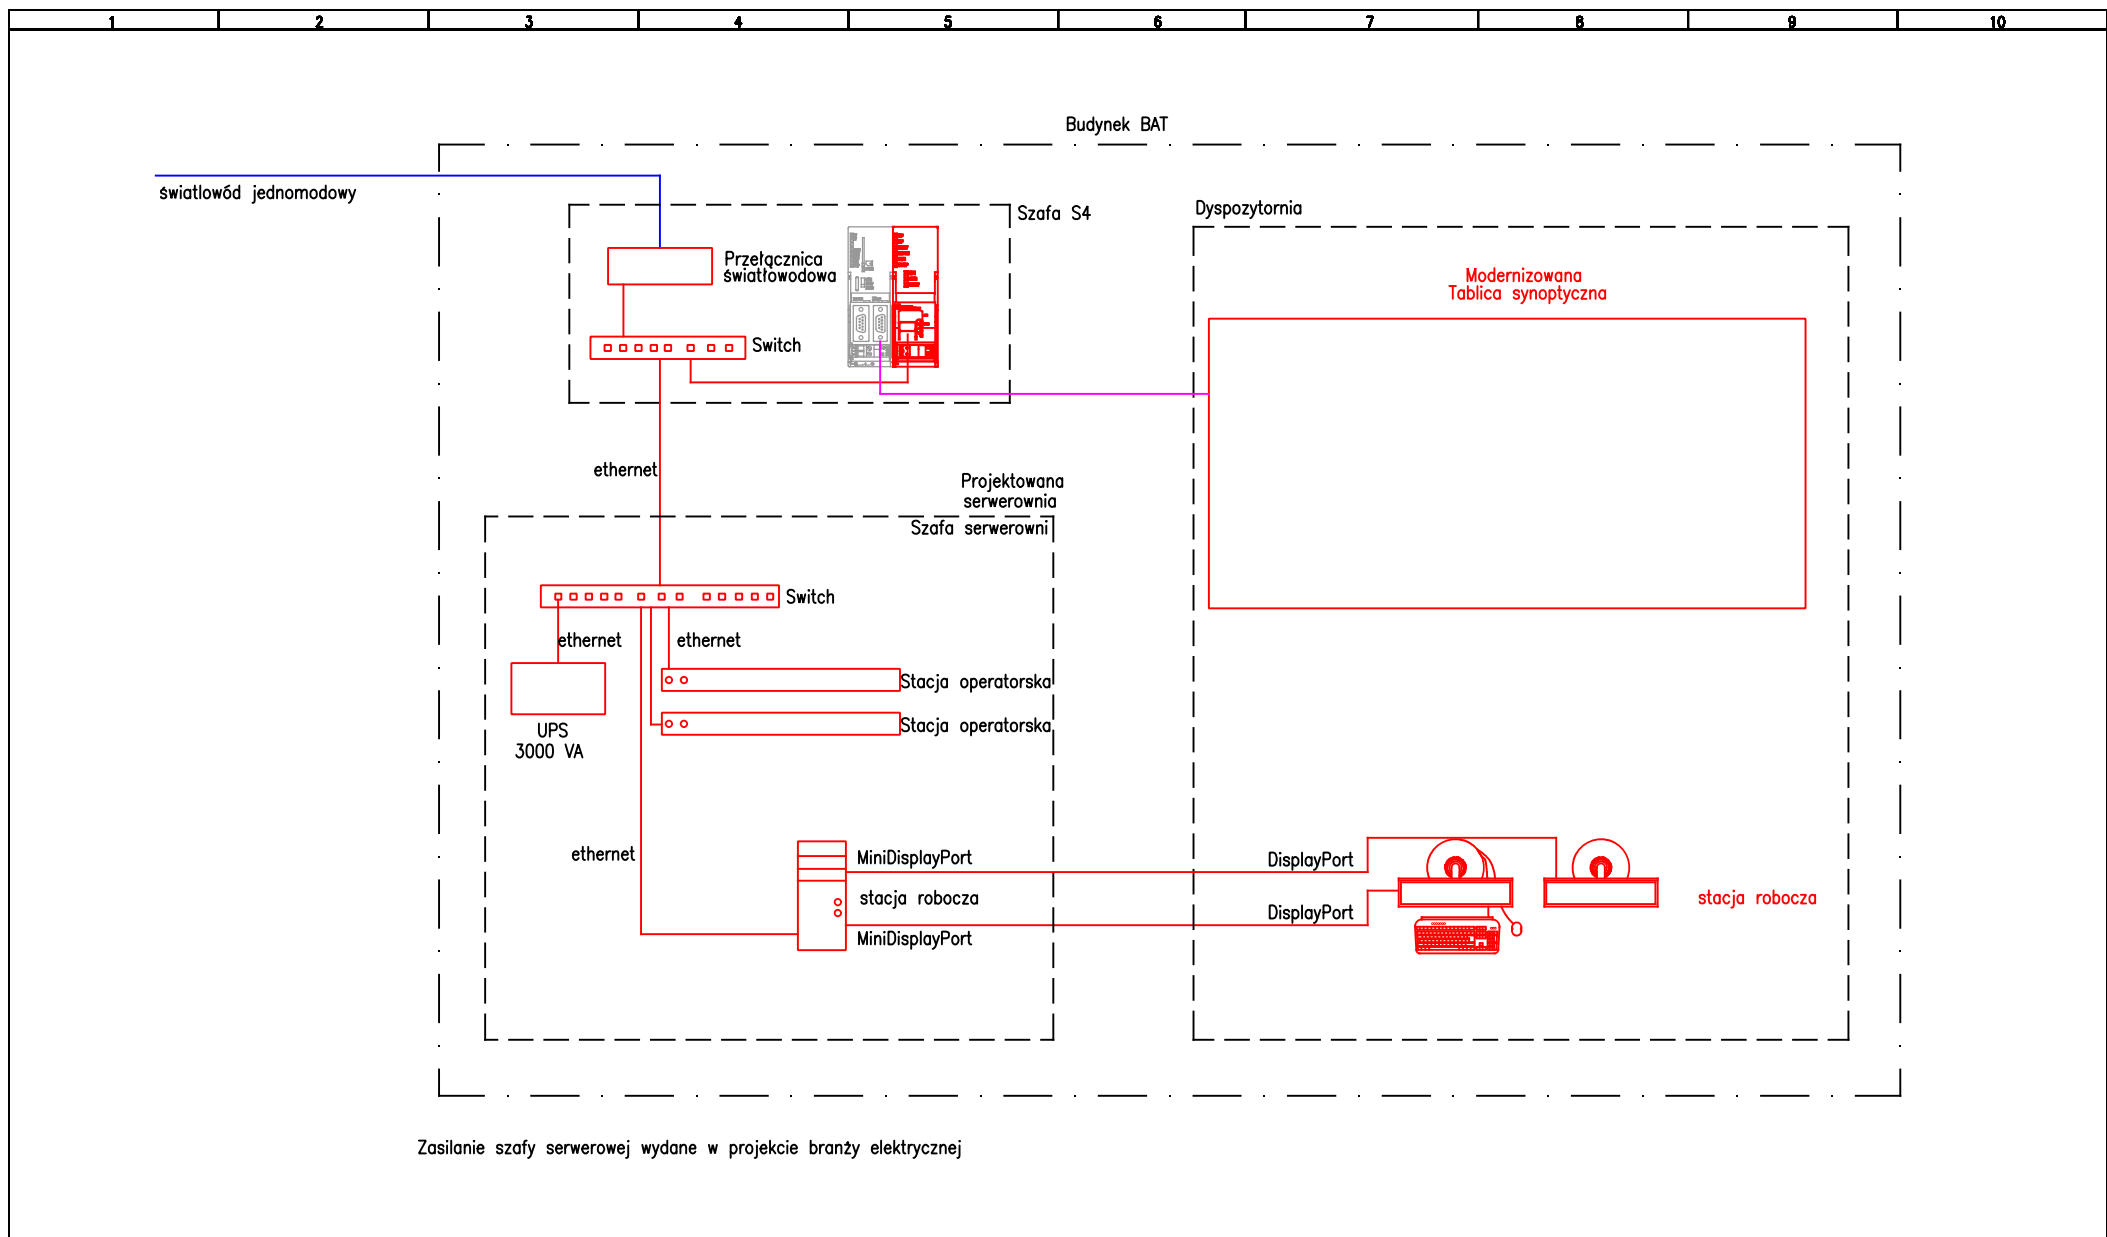 1 2 3 4 5 6 7 8 9 10
Budynek BAT
światlowód jednomodowy
Szafa S4
Dyspozytornia
Przełącznica
światłowodowa
Modernizowana
Tablica synoptyczna
Switch
ethernet
Projektowana
serwerownia
Szafa serwerowni
Switch
ethernet
ethernet
Stacja operatorska
Stacja operatorska
UPS
3000 VA
ethernet
MiniDisplayPort
DisplayPort
stacja robocza
stacja robocza
DisplayPort
MiniDisplayPort
Zasilanie szafy serwerowej wydane w projekcie branży elektrycznej